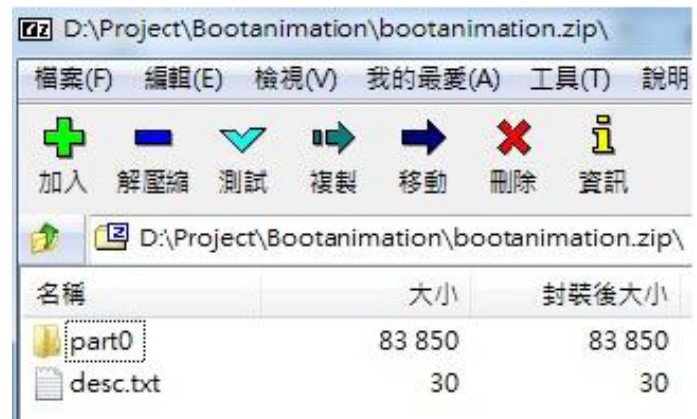 7z D:\Project\Bootanimation\bootanimation.zip\
檔案(F) 編輯(E) 檢視(V) 我的最愛(A) 工具(T) 說明
加入 解壓縮 測試 複製 移動 刪除 資訊
D:\Project\Bootanimation\bootanimation.zip\
名稱 大小 封裝後大小
part0 83 850 83 850
desc.txt 30 30